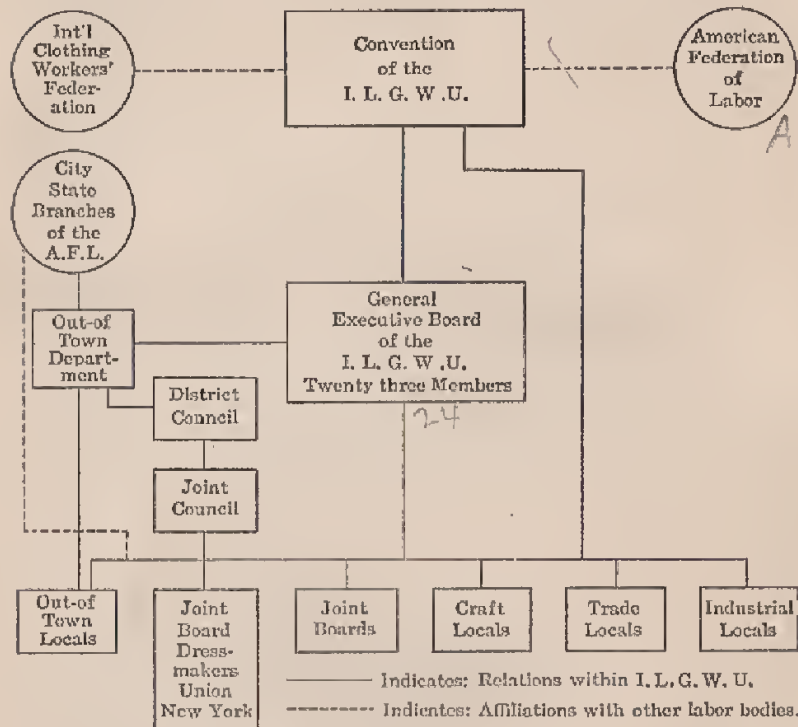 Int'l
Clothing
Workers'
Feder-
ation
Convention
of the
I. L. G. W .U.
American
Federation
of
Labor
A
City
State
Branches
of the
A.F.L.
Out-of
Town
Depart-
ment
General
Executive Board
of the
I. L. G. W .U.
Twenty three Members
24
District
Council
Joint
Council
Out-of
Town
Locals
Joint
Board
Dress-
makers
Union
New York
Joint
Boards
Craft
Locals
Trade
Locals
Industrial
Locals
Indicates: Relations within I. L. G. W. U.
Indicates: Affiliations with other labor bodies.